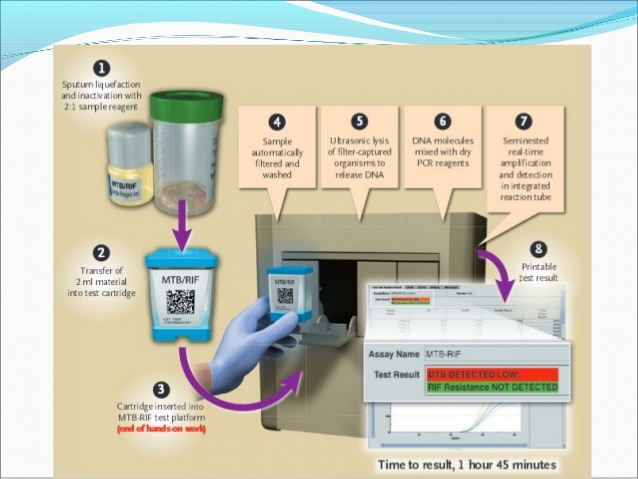 1
Sputum liquefaction
and inactivation with
2:1 sample reagent
MTB/RIF
2
Transfer of
2 ml material
into test cartridge
MTB/RIF
3
Cartridge inserted into
MTB-RIF test platform
(end of hands-on work)
MTB/RIF
4
Sample
automatically
filtered and
washed
5
Ultrasonic lysis
of filter-captured
organisms to
release DNA
6
DNA molecules
mixed with dry
PCR reagents
7
Seminested
real-time
amplification
and detection
in integrated
reaction tube
8
Printable
test result
Assay Name MTB-RIF
Test Result MTB DETECTED LOW;
RIF Resistance NOT DETECTED
Time to result, 1 hour 45 minutes